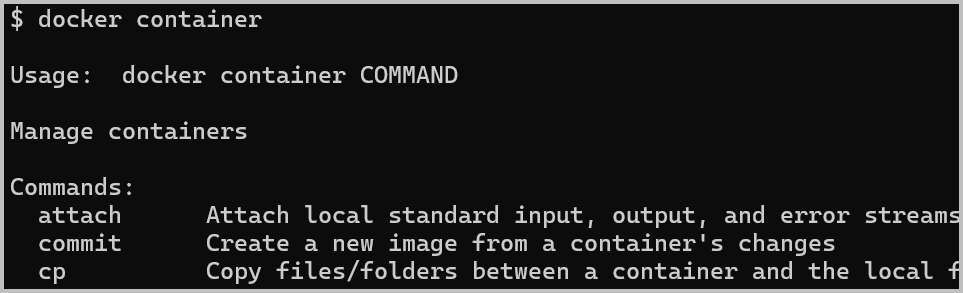 $ docker container
Usage:  docker container COMMAND
Manage containers
Commands:
  attach      Attach local standard input, output, and error streams
  commit      Create a new image from a container's changes
  cp          Copy files/folders between a container and the local f